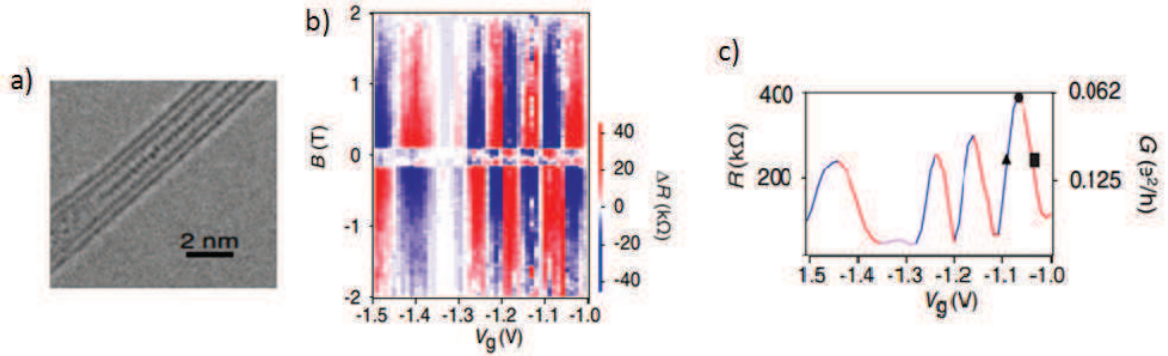 a)
2 nm
b)
B (T)
2
1
0
-1
-2
-1.5 -1.4 -1.3 -1.2 -1.1 -1.0
Vg (V)
40
20
0
-20
-40
ΔR (kΩ)
c)
R (kΩ)
400
200
0.062
0.125
G (e²/h)
-1.5 -1.4 -1.3 -1.2 -1.1 -1.0
Vg (V)